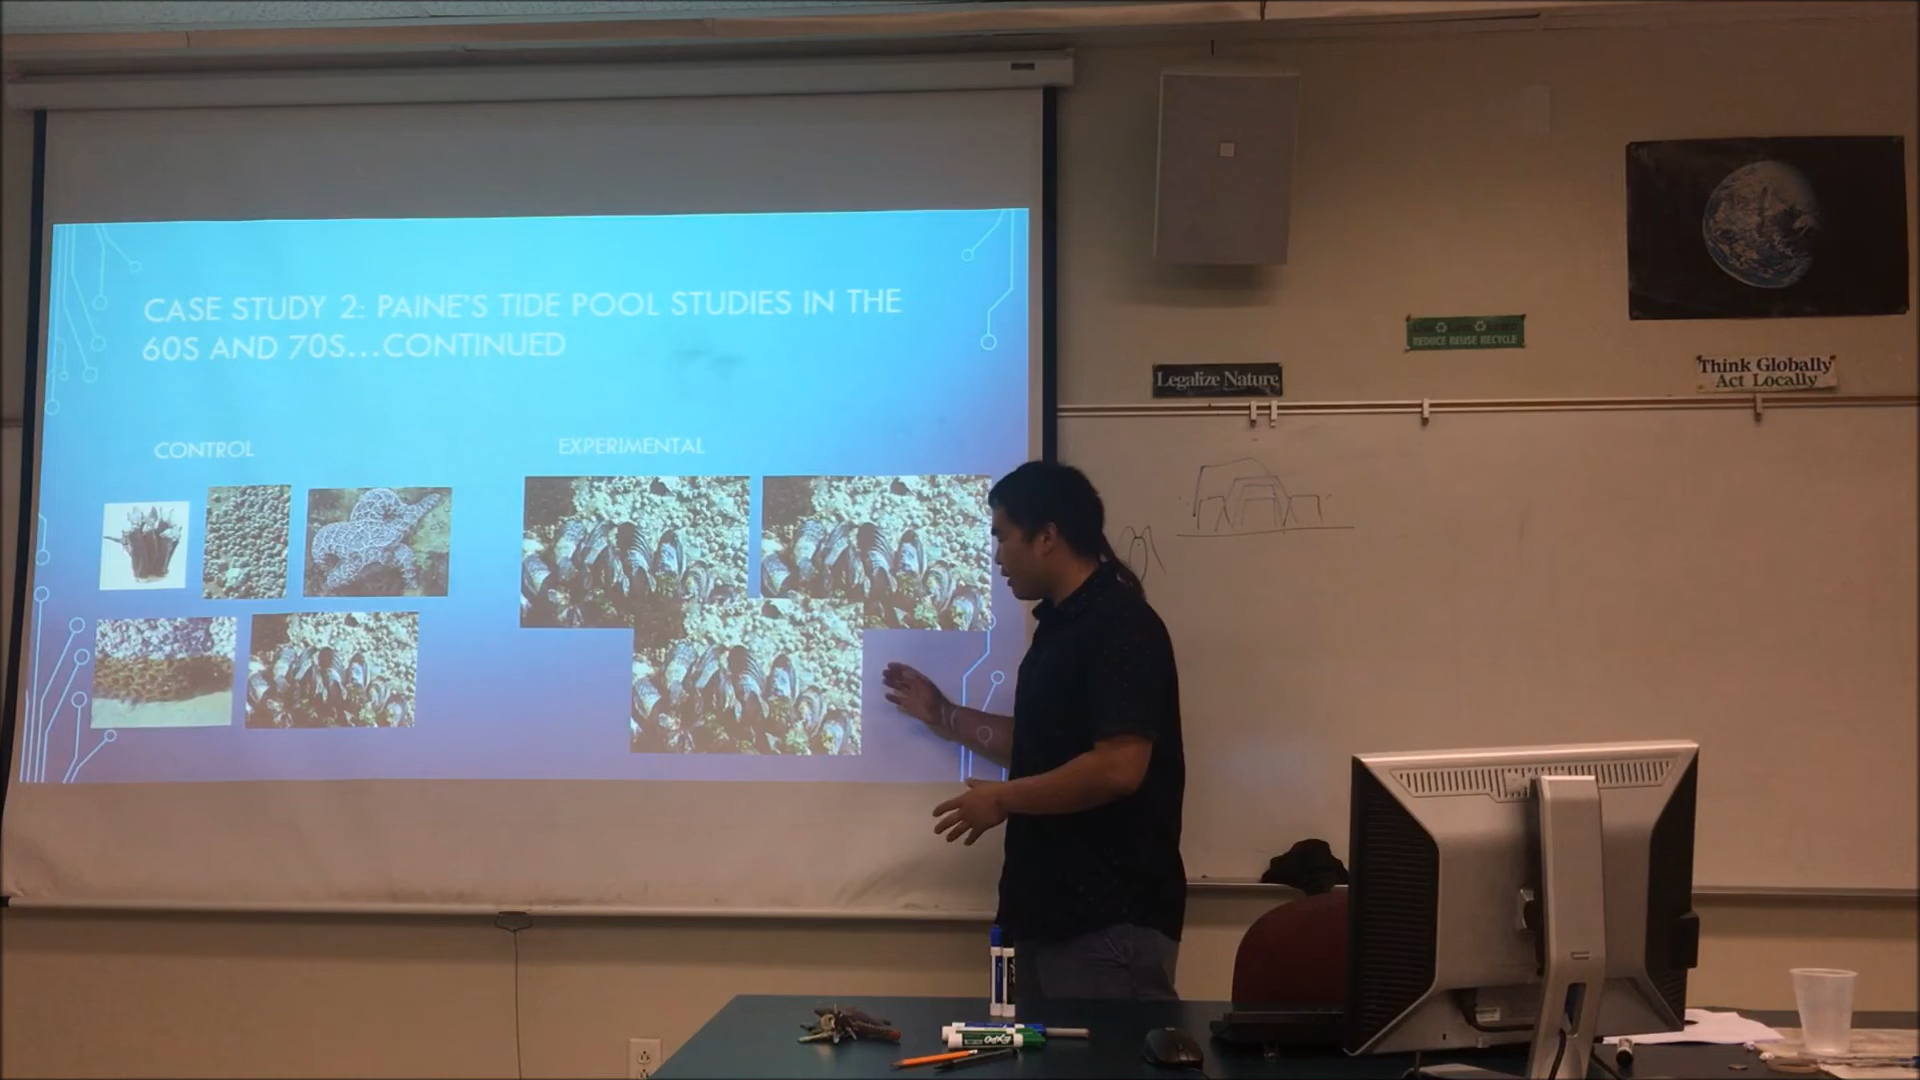 CASE STUDY 2: PAINE'S TIDE POOL STUDIES IN THE
60S AND 70S...CONTINUED
CONTROL
EXPERIMENTAL
Legalize Nature
REDUCE REUSE RECYCLE
Think Globally
Act Locally
EXPO